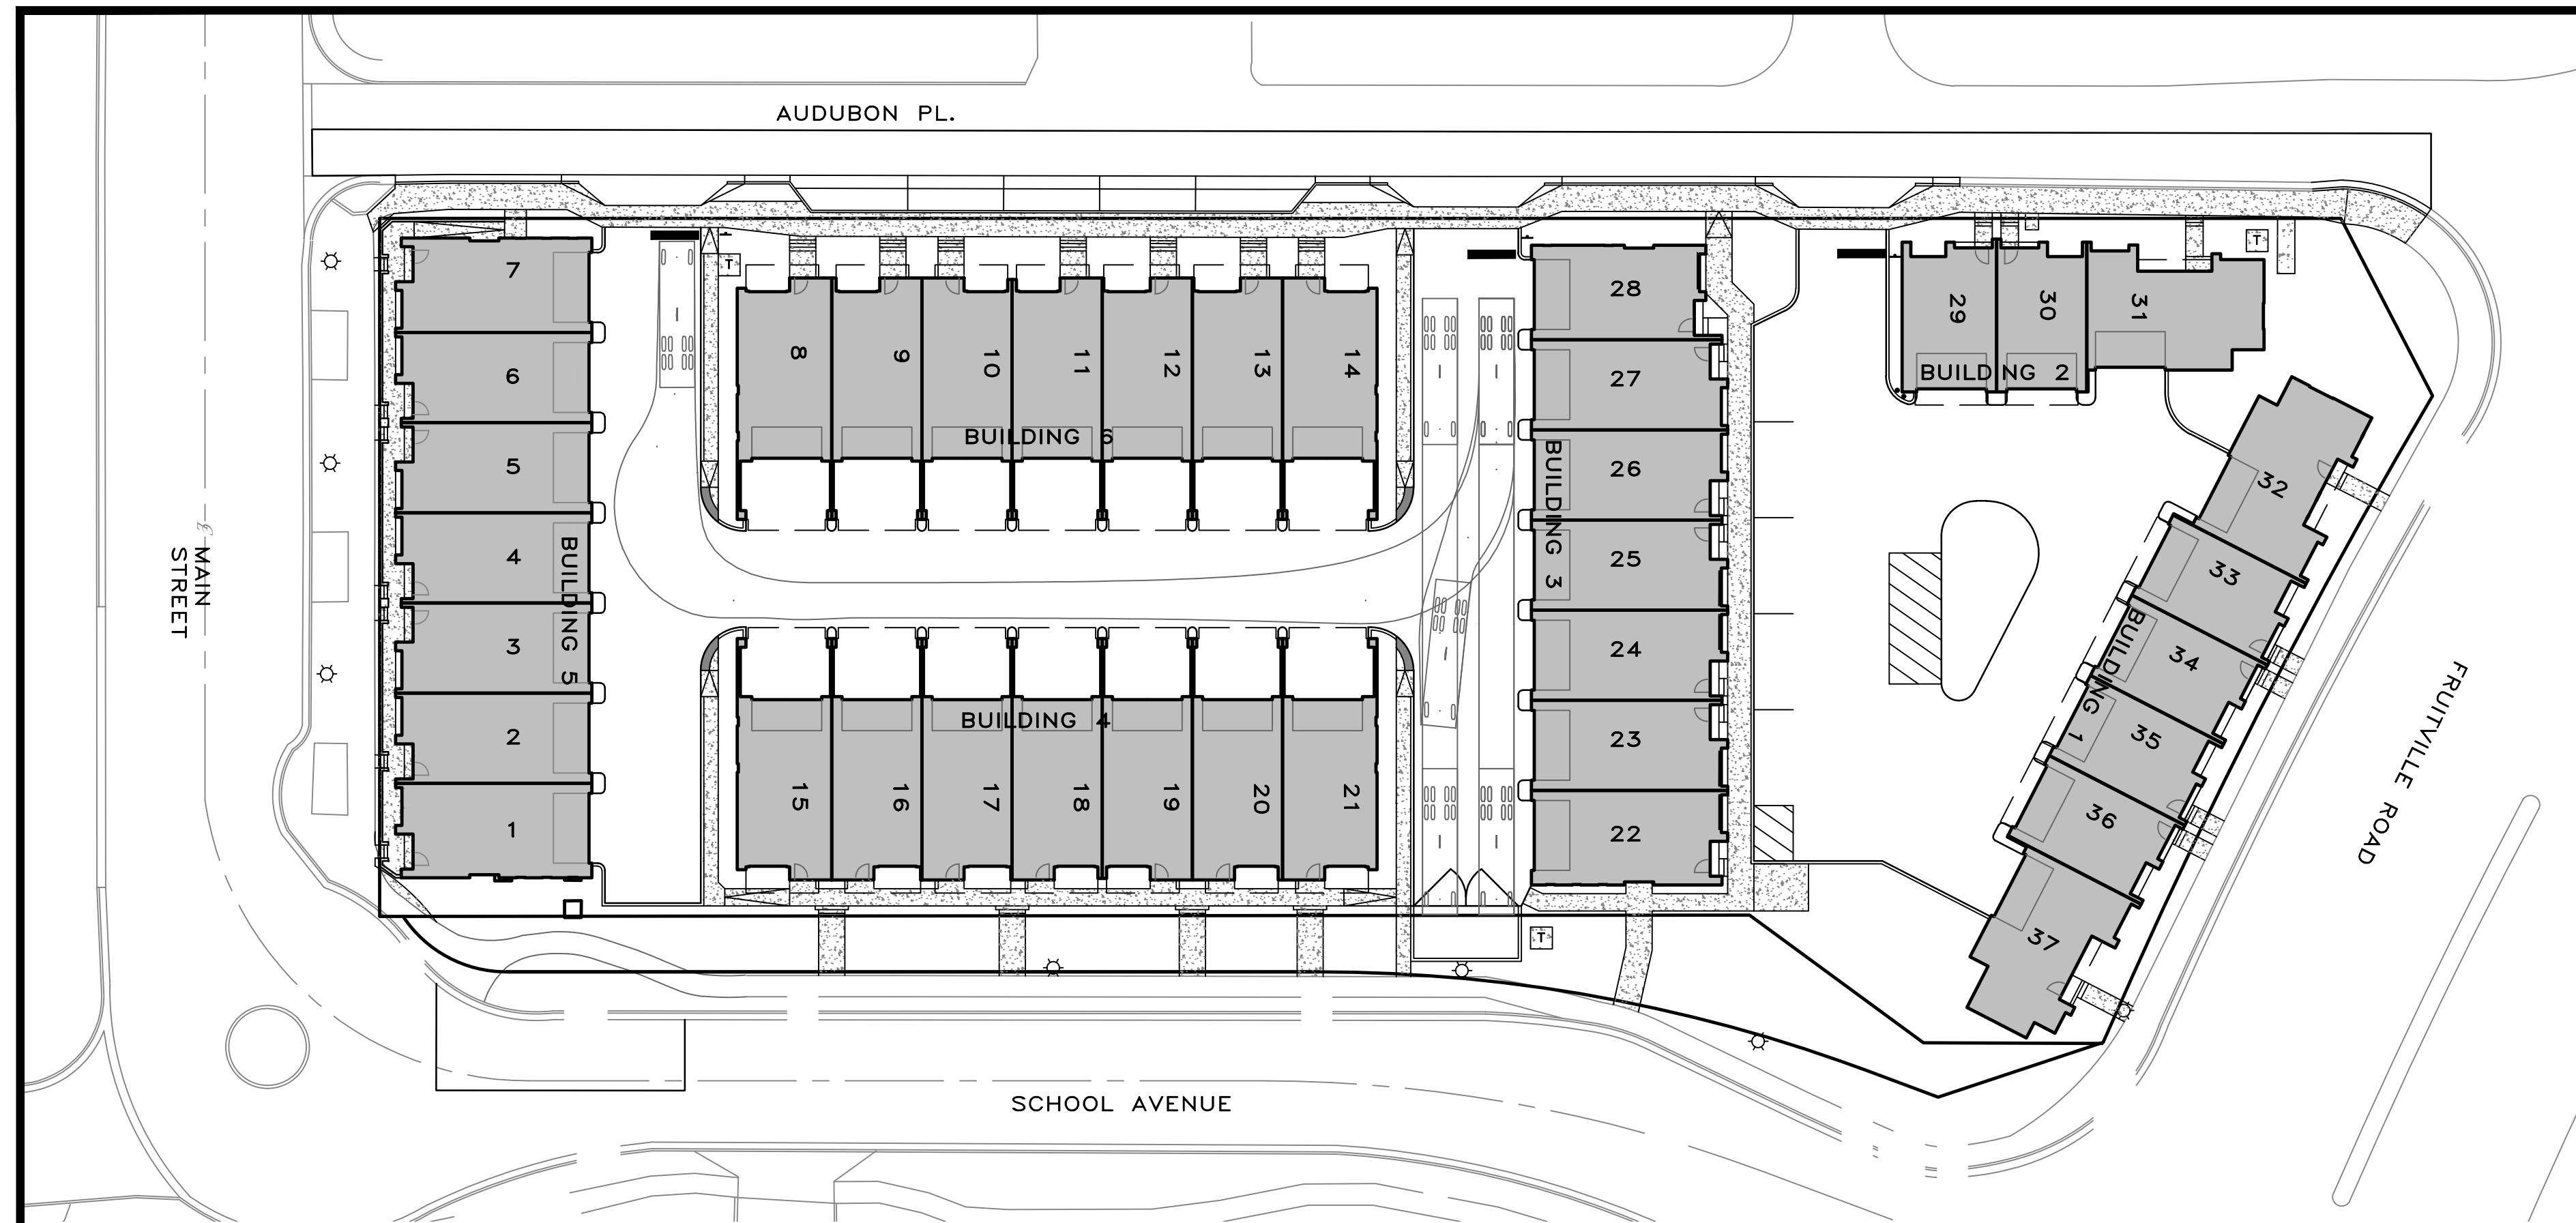 AUDUBON PL.
MAIN
STREET
7
6
5
4
3
2
1
BUILDING 5
T
8
9
10
11
12
13
14
BUILDING 6
BUILDING 4
15
16
17
18
19
20
21
28
27
26
25
24
23
22
BUILDING 3
T
29
30
31
T
BUILDING 2
32
33
34
35
36
37
BUILDING 1
FRUITVILLE ROAD
SCHOOL AVENUE